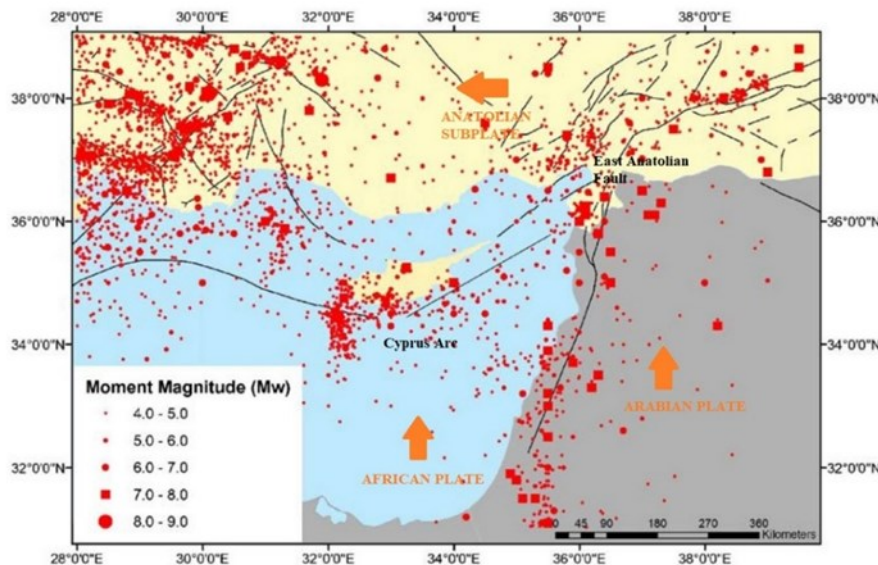 28°0'0"E 30°0'0"E 32°0'0"E 34°0'0"E 36°0'0"E 38°0'0"E
38°0'0"N
38°0'0"N
ANATOLIAN
SUBPLATE
East Anatolian
Fault
36°0'0"N
36°0'0"N
34°0'0"N
34°0'0"N
Cyprus Arc
ARABIAN PLATE
Moment Magnitude (Mw)
4.0 - 5.0
5.0 - 6.0
6.0 - 7.0
7.0 - 8.0
8.0 - 9.0
32°0'0"N
32°0'0"N
AFRICAN PLATE
0 45 90 180 270 360
Kilometers
28°0'0"E 30°0'0"E 32°0'0"E 34°0'0"E 36°0'0"E 38°0'0"E